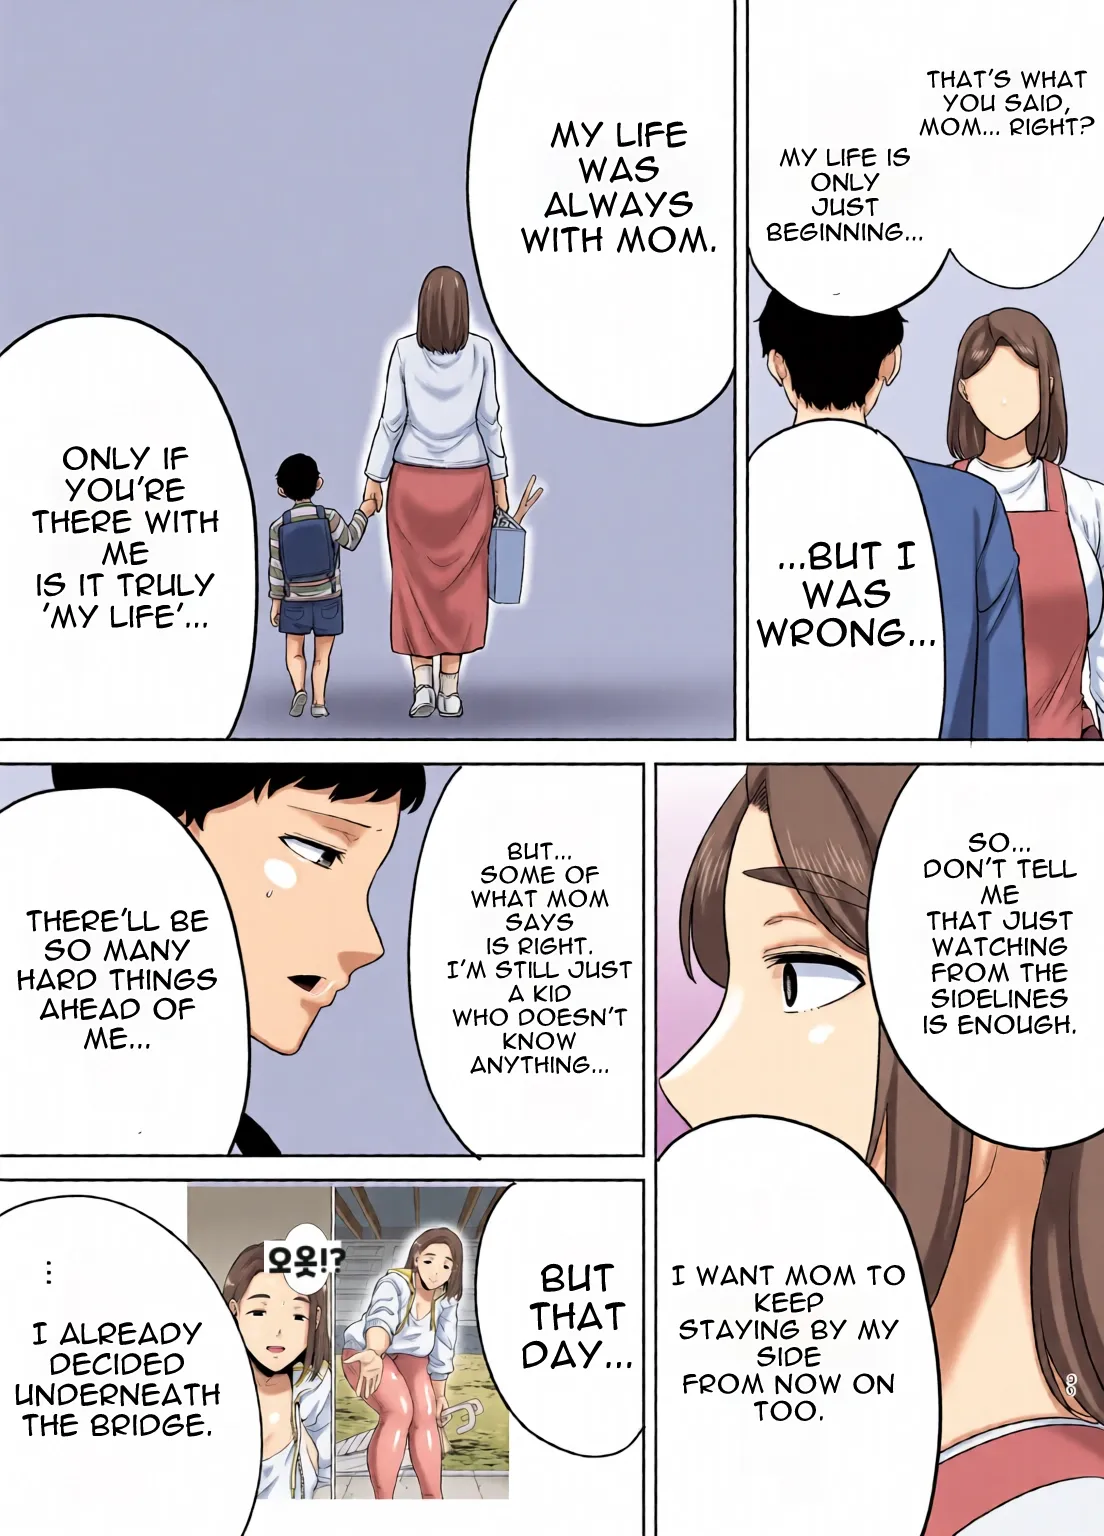 THAT'S WHAT
YOU SAID,
MOM... RIGHT?
MY LIFE IS
ONLY
JUST
BEGINNING...
...BUT I
WAS
WRONG...
MY LIFE
WAS
ALWAYS
WITH MOM.
ONLY IF
YOU'RE
THERE WITH
ME
IS IT TRULY
'MY LIFE'...
SO...
DON'T TELL
ME
THAT JUST
WATCHING
FROM THE
SIDELINES
IS ENOUGH.
I WANT MOM TO
KEEP
STAYING BY MY
SIDE
FROM NOW ON
TOO.
BUT...
SOME OF
WHAT MOM
SAYS
IS RIGHT.
I'M STILL JUST
A KID
WHO DOESN'T
KNOW
ANYTHING...
THERE'LL BE
SO MANY
HARD THINGS
AHEAD OF
ME...
BUT
THAT
DAY...
오옷!?
...
I ALREADY
DECIDED
UNDERNEATH
THE BRIDGE.